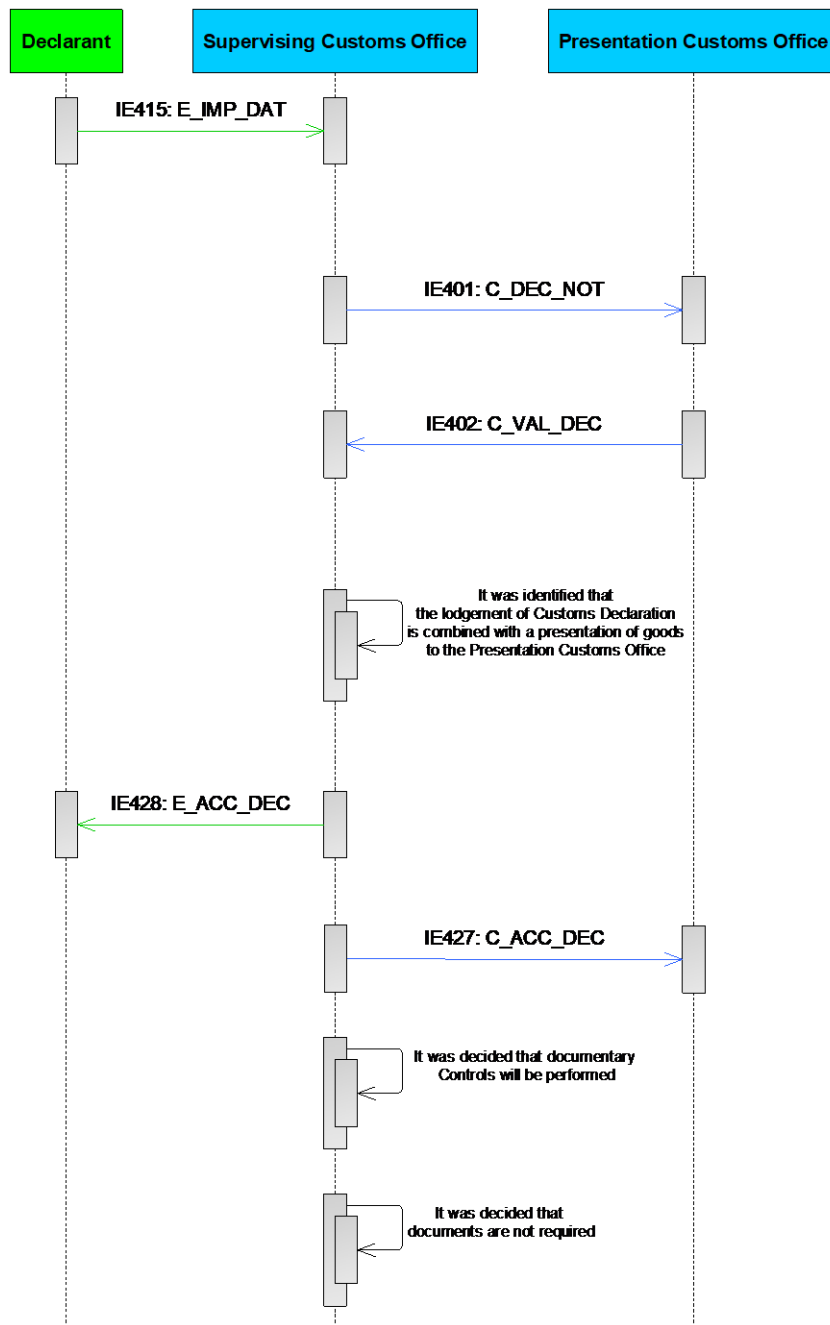 Declarant
Supervising Customs Office
Presentation Customs Office
IE415: E_IMP_DAT
IE401: C_DEC_NOT
IE402: C_VAL_DEC
It was identified that
the lodgement of Customs Declaration
is combined with a presentation of goods
to the Presentation Customs Office
IE428: E_ACC_DEC
IE427: C_ACC_DEC
It was decided that documentary
Controls will be performed
It was decided that
documents are not required